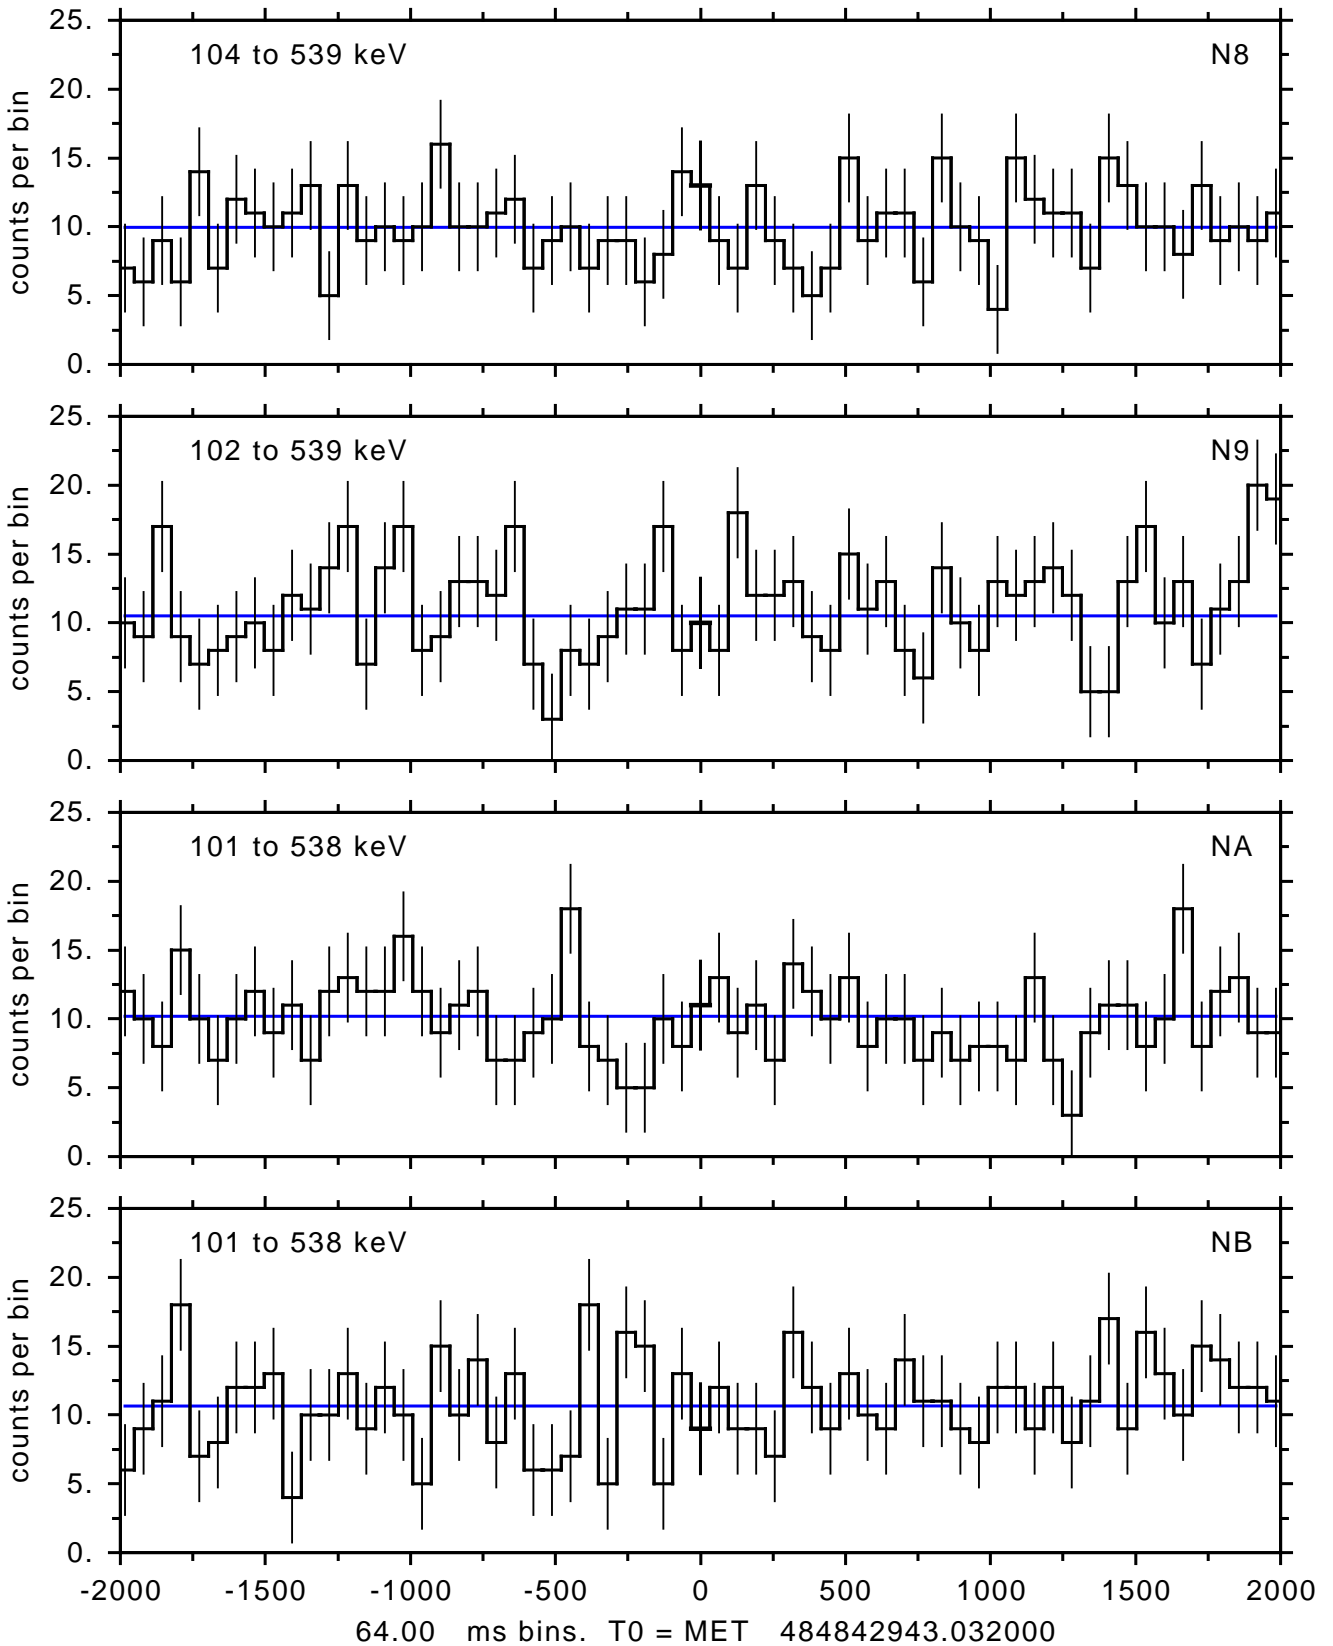 25.
104 to 539 keV N8
20.
15.
10.
5.
0.
counts per bin
25.
102 to 539 keV N9
20.
15.
10.
5.
0.
counts per bin
25.
101 to 538 keV NA
20.
15.
10.
5.
0.
counts per bin
25.
101 to 538 keV NB
20.
15.
10.
5.
0.
counts per bin
-2000 -1500 -1000 -500 0 500 1000 1500 2000
64.00 ms bins. T0 = MET 484842943.032000